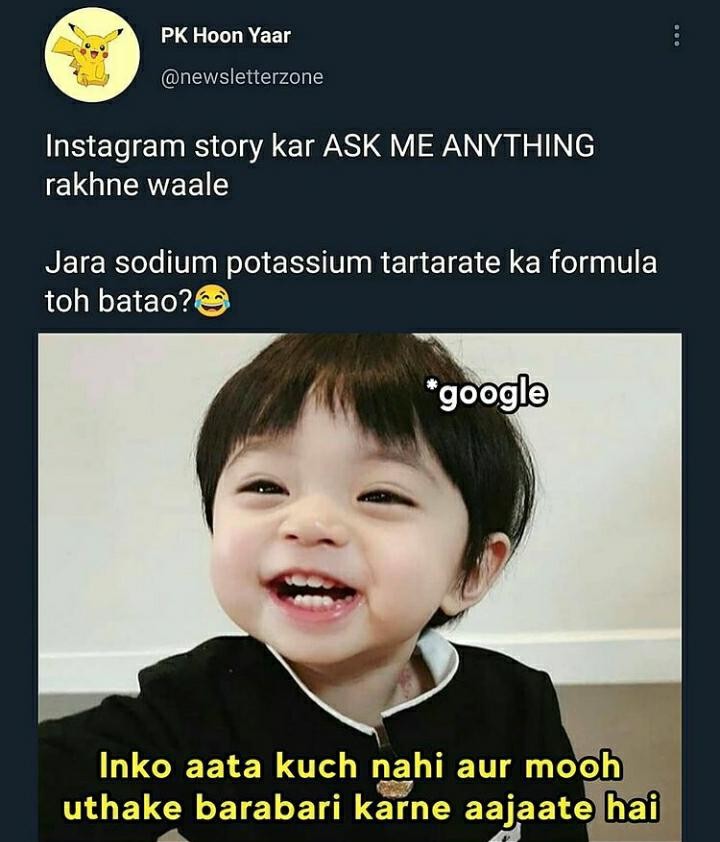 PK Hoon Yaar
@newsletterzone
Instagram story kar ASK ME ANYTHING
rakhne waale
Jara sodium potassium tartarate ka formula
toh batao?😂
*google
Inko aata kuch nahi aur mooh
uthake barabari karne aajaate hai